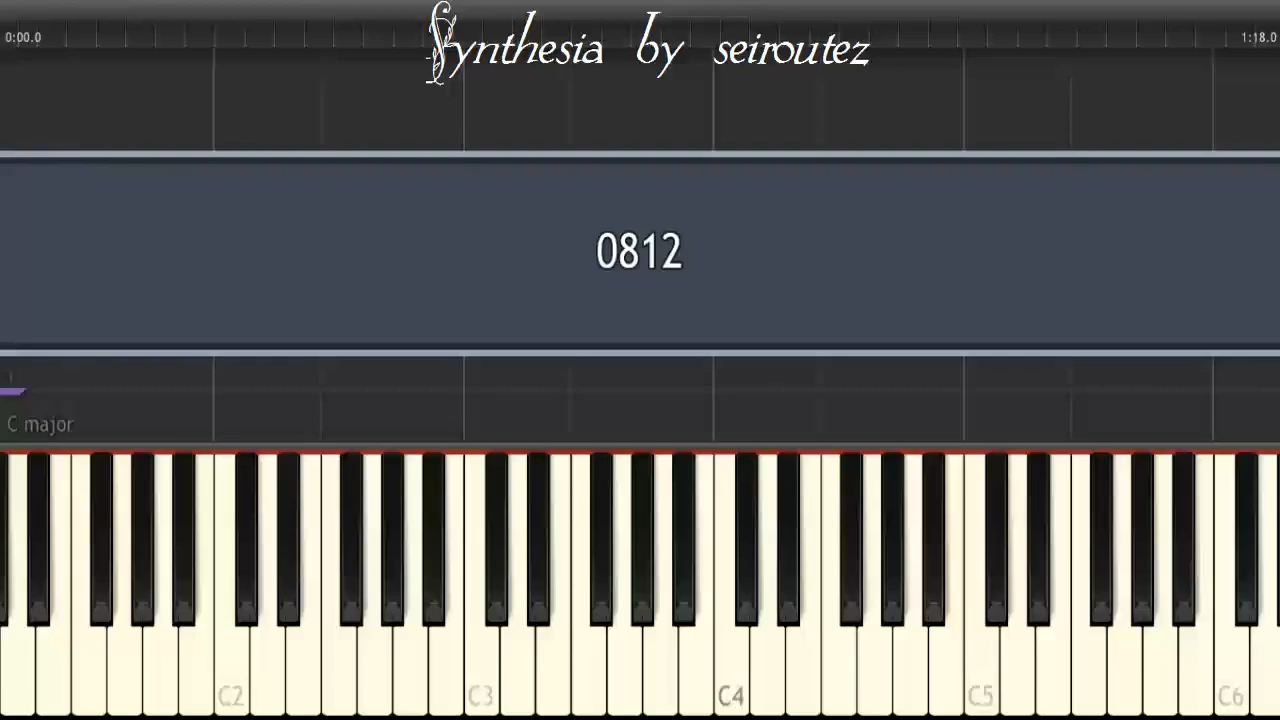 Synthesia by seiroutez
0:00.0
1:18.0
0812
C major
C2
C3
C4
C5
C6